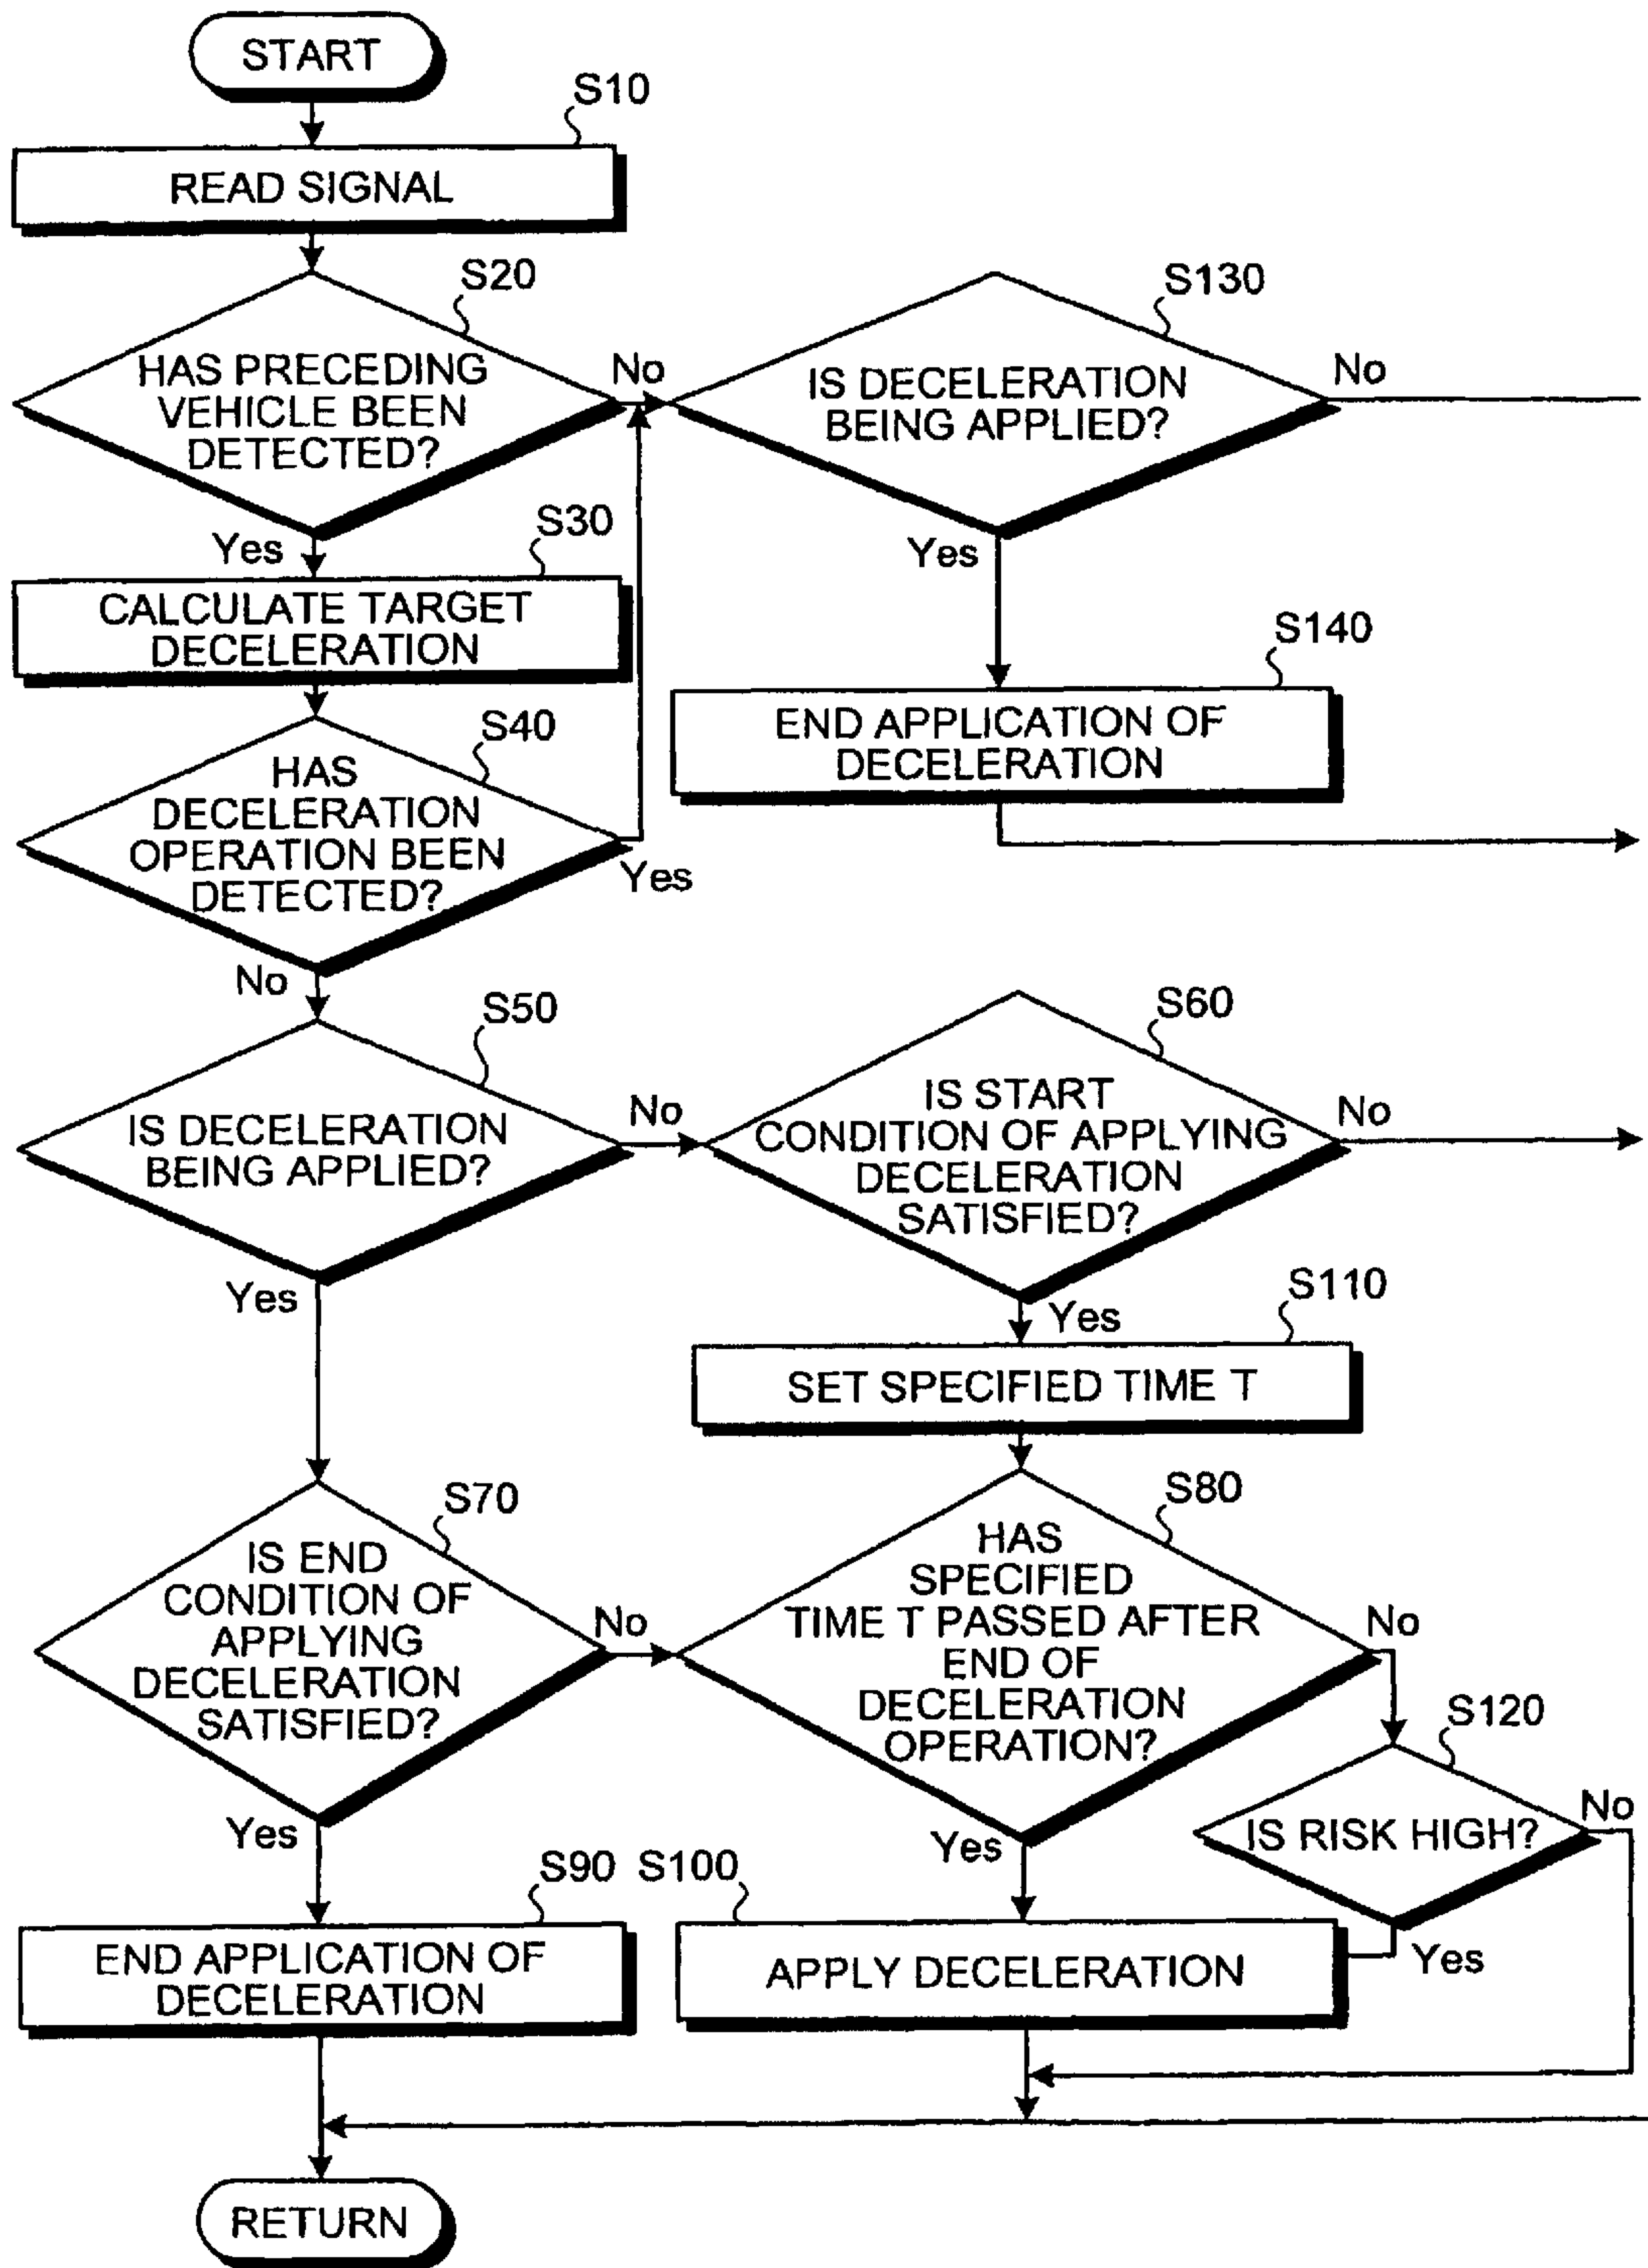 START
S10
READ SIGNAL
S20
HAS PRECEDING
VEHICLE BEEN
DETECTED?
No
Yes
S130
IS DECELERATION
BEING APPLIED?
No
Yes
S30
CALCULATE TARGET
DECELERATION
S140
END APPLICATION OF
DECELERATION
S40
HAS
DECELERATION
OPERATION BEEN
DETECTED?
Yes
No
S50
IS DECELERATION
BEING APPLIED?
No
Yes
S60
IS START
CONDITION OF APPLYING
DECELERATION
SATISFIED?
No
Yes
S110
SET SPECIFIED TIME T
S70
IS END
CONDITION OF
APPLYING
DECELERATION
SATISFIED?
No
Yes
S80
HAS
SPECIFIED
TIME T PASSED AFTER
END OF
DECELERATION
OPERATION?
No
Yes
S120
IS RISK HIGH?
No
Yes
S90
END APPLICATION OF
DECELERATION
S100
APPLY DECELERATION
RETURN